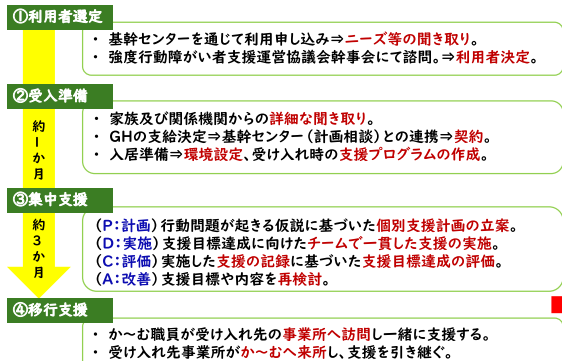 ①利用者選定
・ 基幹センターを通じて利用申し込み⇒ニーズ等の聞き取り。
・ 強度行動障がい者支援運営協議会幹事会にて諮問。⇒利用者決定。
②受入準備
約1か月
・ 家族及び関係機関からの詳細な聞き取り。
・ GHの支給決定⇒基幹センター(計画相談)との連携⇒契約。
・ 入居準備⇒環境設定、受け入れ時の支援プログラムの作成。
③集中支援
約3か月
(P:計画)行動問題が起きる仮説に基づいた個別支援計画の立案。
(D:実施)支援目標達成に向けたチームで一貫した支援の実施。
(C:評価)実施した支援の記録に基づいた支援目標達成の評価。
(A:改善)支援目標や内容を再検討。
④移行支援
・ か~む職員が受け入れ先の事業所へ訪問し一緒に支援する。
・ 受け入れ先事業所がか~むへ来所し、支援を引き継ぐ。